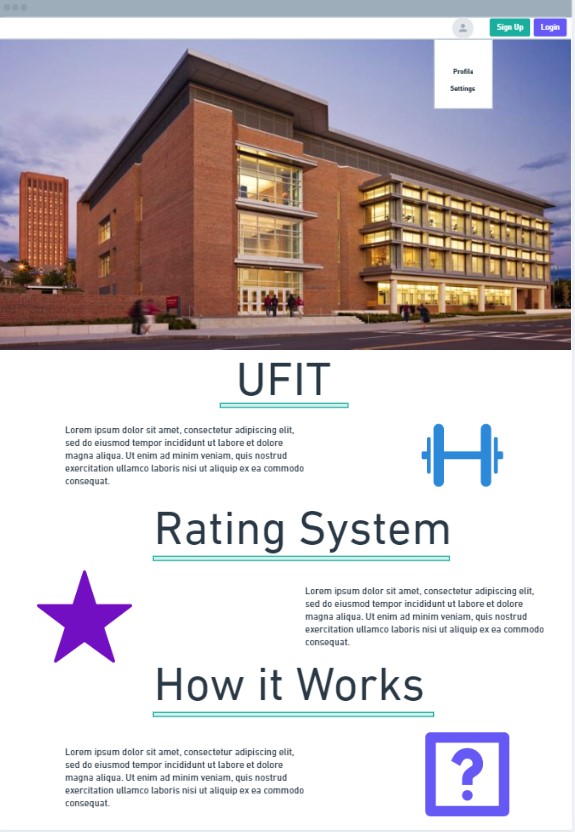 Sign Up
Login
Profile
Settings
UFIT
Lorem ipsum dolor sit amet, consectetur adipiscing elit,
sed do eiusmod tempor incididunt ut labore et dolore
magna aliqua. Ut enim ad minim veniam, quis nostrud
exercitation ullamco laboris nisi ut aliquip ex ea commodo
consequat.
Rating System
Lorem ipsum dolor sit amet, consectetur adipiscing elit,
sed do eiusmod tempor incididunt ut labore et dolore
magna aliqua. Ut enim ad minim veniam, quis nostrud
exercitation ullamco laboris nisi ut aliquip ex ea commodo
consequat.
How it Works
Lorem ipsum dolor sit amet, consectetur adipiscing elit,
sed do eiusmod tempor incididunt ut labore et dolore
magna aliqua. Ut enim ad minim veniam, quis nostrud
exercitation ullamco laboris nisi ut aliquip ex ea commodo
consequat.
?